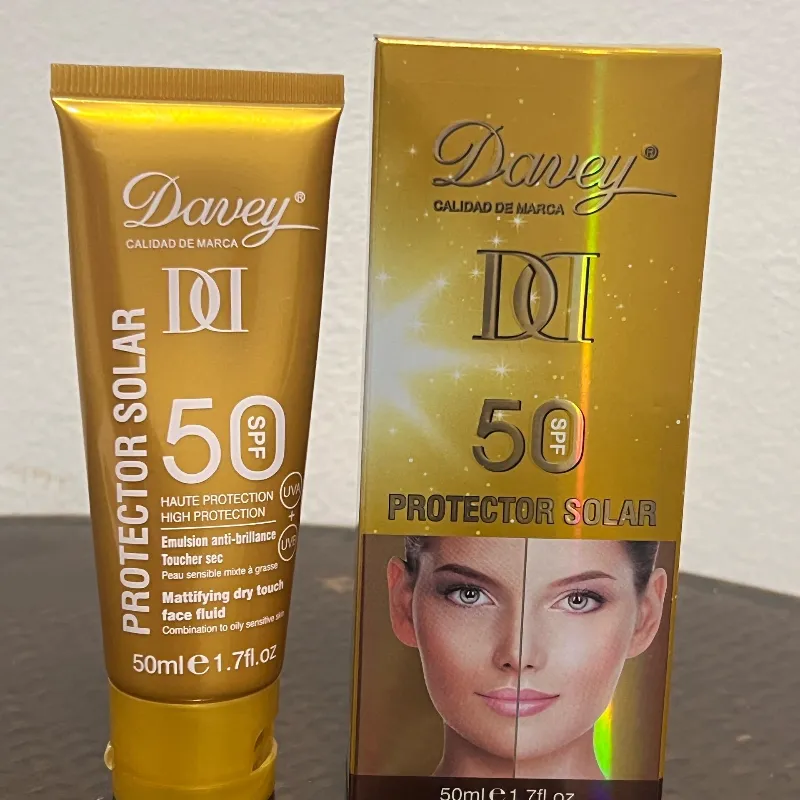 Davey®
CALIDAD DE MARCA
DD
PROTECTOR SOLAR
50 SPF
HAUTE PROTECTION
HIGH PROTECTION
UVA
+
UVB
Emulsion anti-brillance
Toucher sec
Peau sensible mixte à grasse
Mattifying dry touch
face fluid
Combination to oily sensitive skin
50ml℮1.7fl.oz
Davey®
CALIDAD DE MARCA
DD
50 SPF
PROTECTOR SOLAR
50ml℮1.7fl.oz